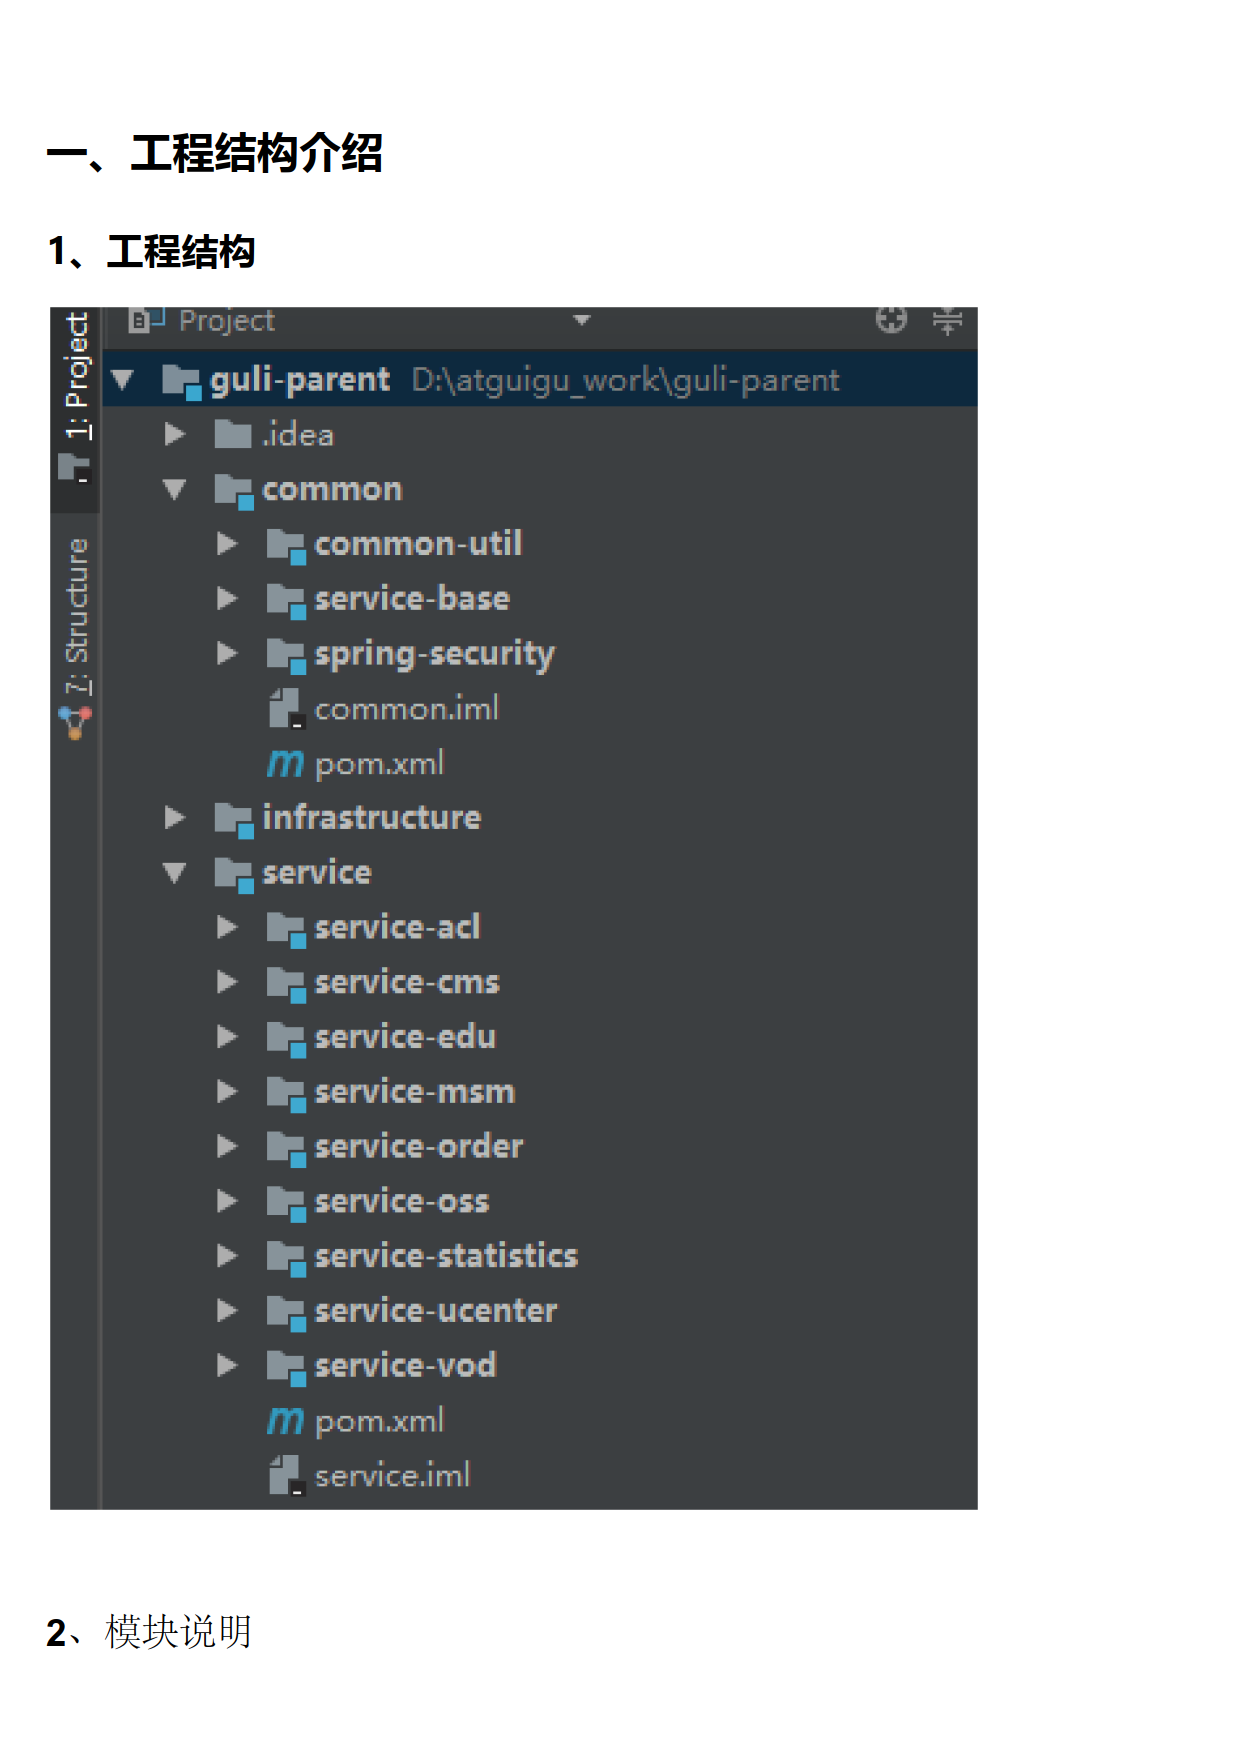 一、工程结构介绍
1、工程结构
1: Project
7: Structure
Project
guli-parent D:\atguigu_work\guli-parent
.idea
common
common-util
service-base
spring-security
common.iml
pom.xml
infrastructure
service
service-acl
service-cms
service-edu
service-msm
service-order
service-oss
service-statistics
service-ucenter
service-vod
pom.xml
service.iml
2、模块说明